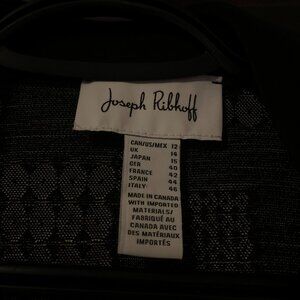 Joseph Ribkoff
CAN/US/MEX 12
UK 14
JAPAN 15
GER 40
FRANCE 42
SPAIN 44
ITALY 46
MADE IN CANADA
WITH IMPORTED
MATERIALS/
FABRIQUÉ AU
CANADA AVEC
DES MATÉRIAUX
IMPORTÉS